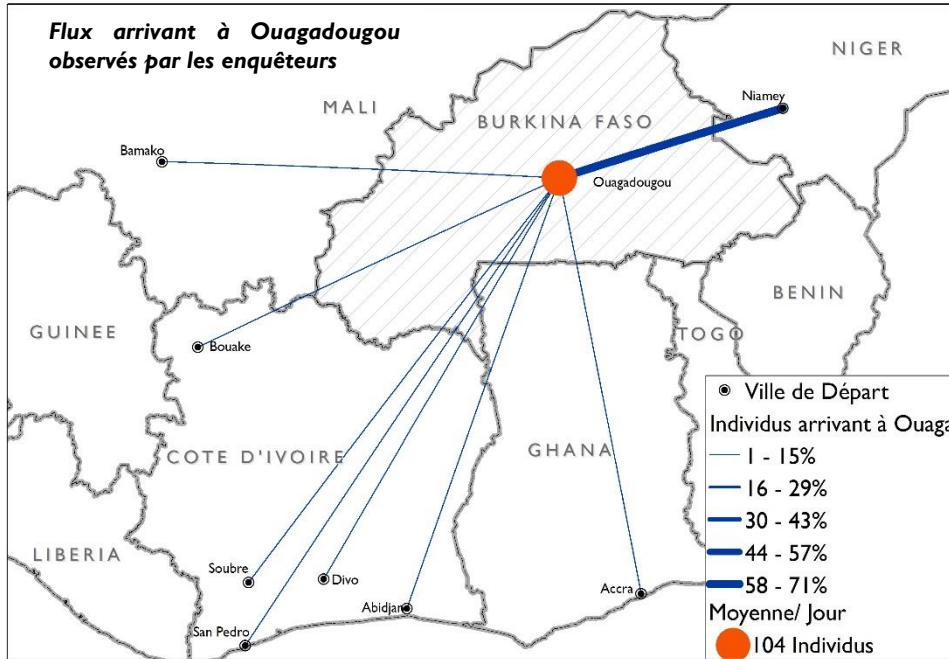 Flux arrivant à Ouagadougou
observés par les enquêteurs
NIGER
MALI
Niamey
BURKINA FASO
Bamako
Ouagadougou
BENIN
GUINEE
TOGO
Bouake
Ville de Départ
Individus arrivant à Ouaga
COTE D'IVOIRE
GHANA
1 - 15%
16 - 29%
30 - 43%
LIBERIA
44 - 57%
Soubre
Divo
Accra
58 - 71%
Abidjan
Moyenne/ Jour
San Pedro
104 Individus